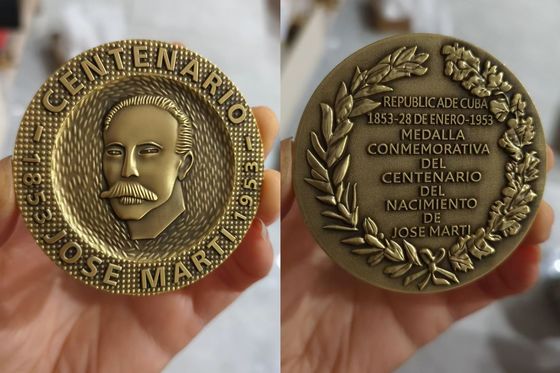 CENTENARIO
1853 JOSE MARTI 1953
REPUBLICA DE CUBA
1853-28 DE ENERO-1953
MEDALLA
CONMEMORATIVA
DEL
CENTENARIO
DEL
NACIMIENTO
DE
JOSE MARTI